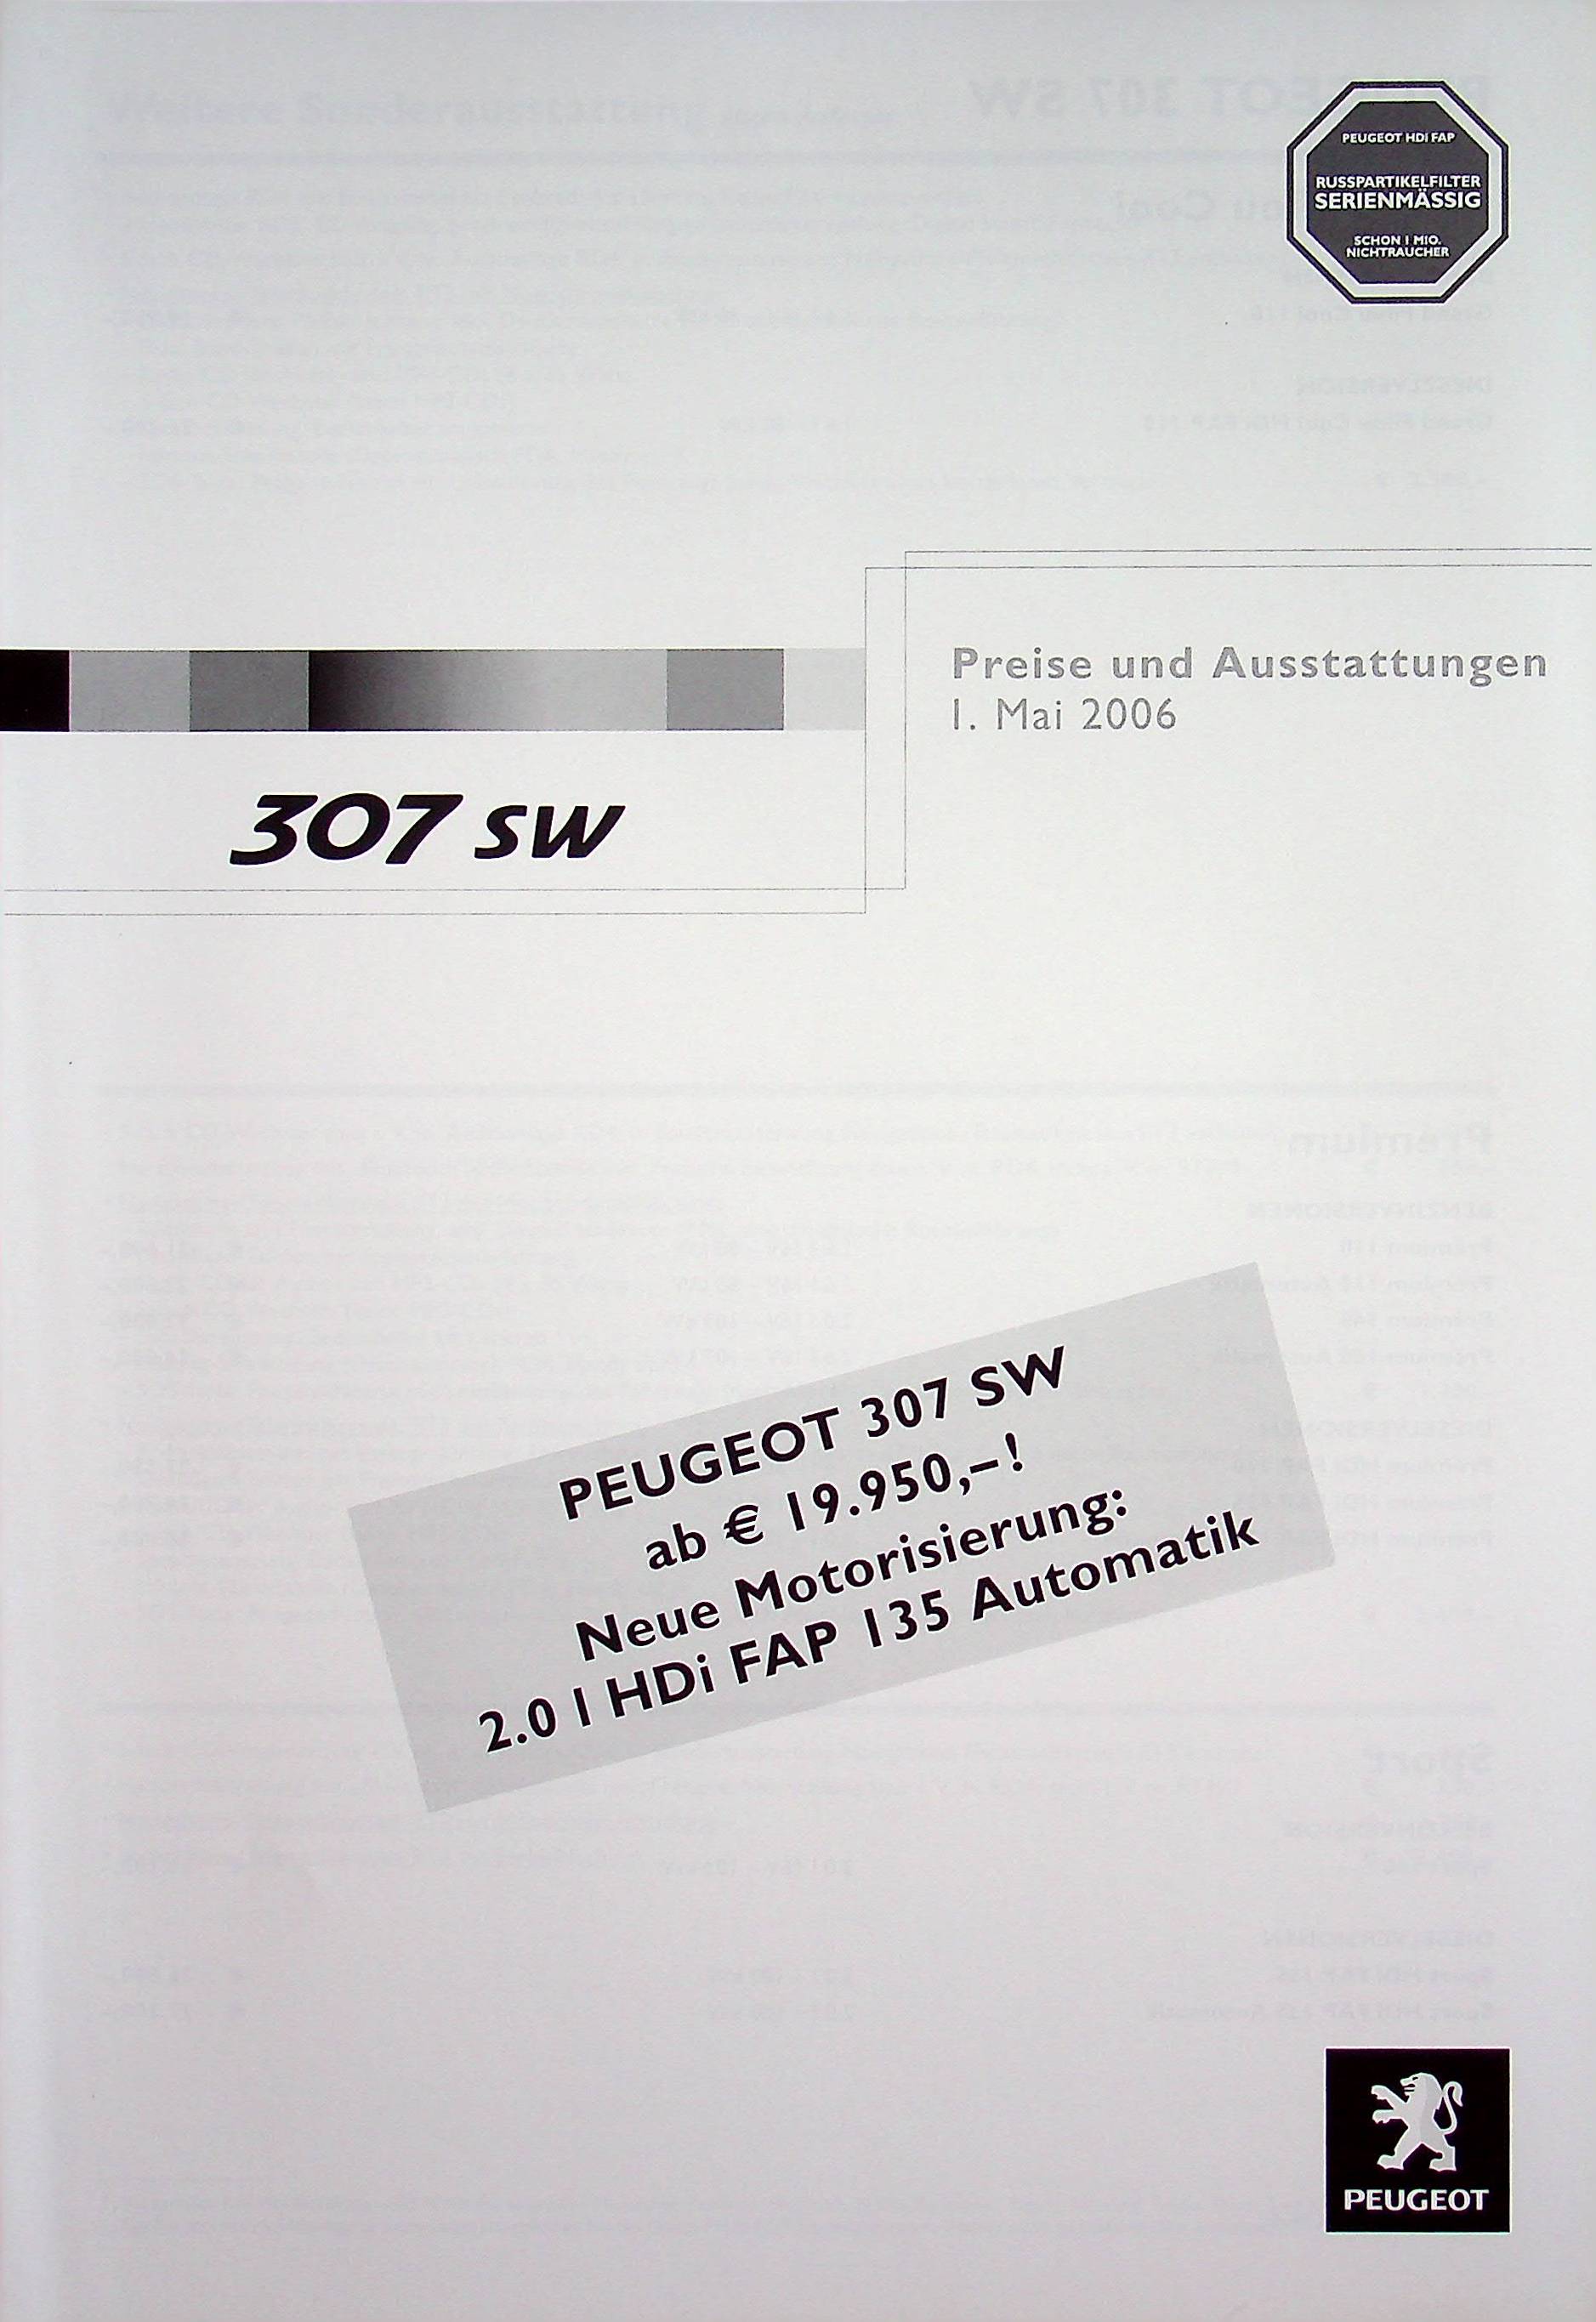 PEUGEOT HDI FAP
RUSSPARTIKELFILTER
SERIENMÄSSIG
SCHON 1 MIO.
NICHTRAUCHER
Preise und Ausstattungen
1. Mai 2006
307 SW
PEUGEOT 307 SW
ab € 19.950,–!
Neue Motorisierung:
2.0 l HDi FAP 135 Automatik
PEUGEOT